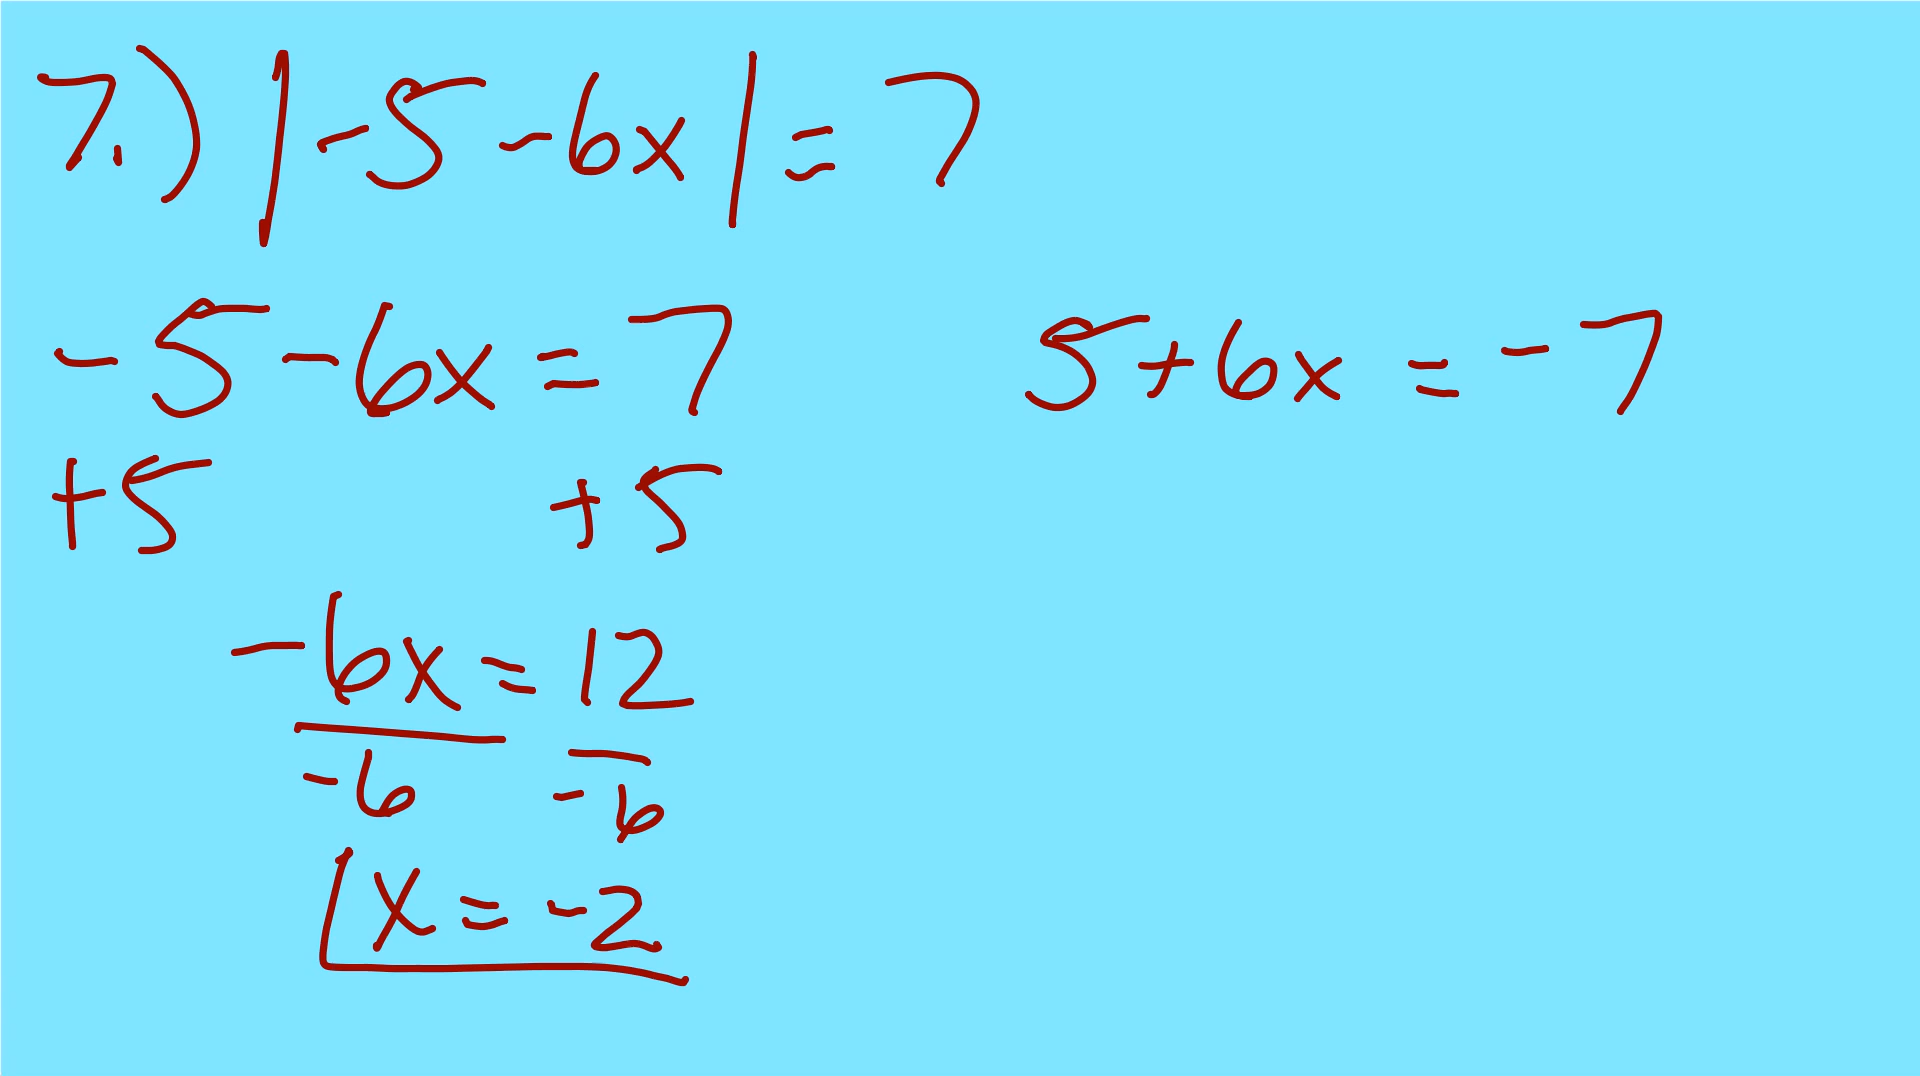 7.) |-5-6x|=7
-5-6x=7
+5 +5
-6x=12
-6 -6
x=-2
5+6x=-7